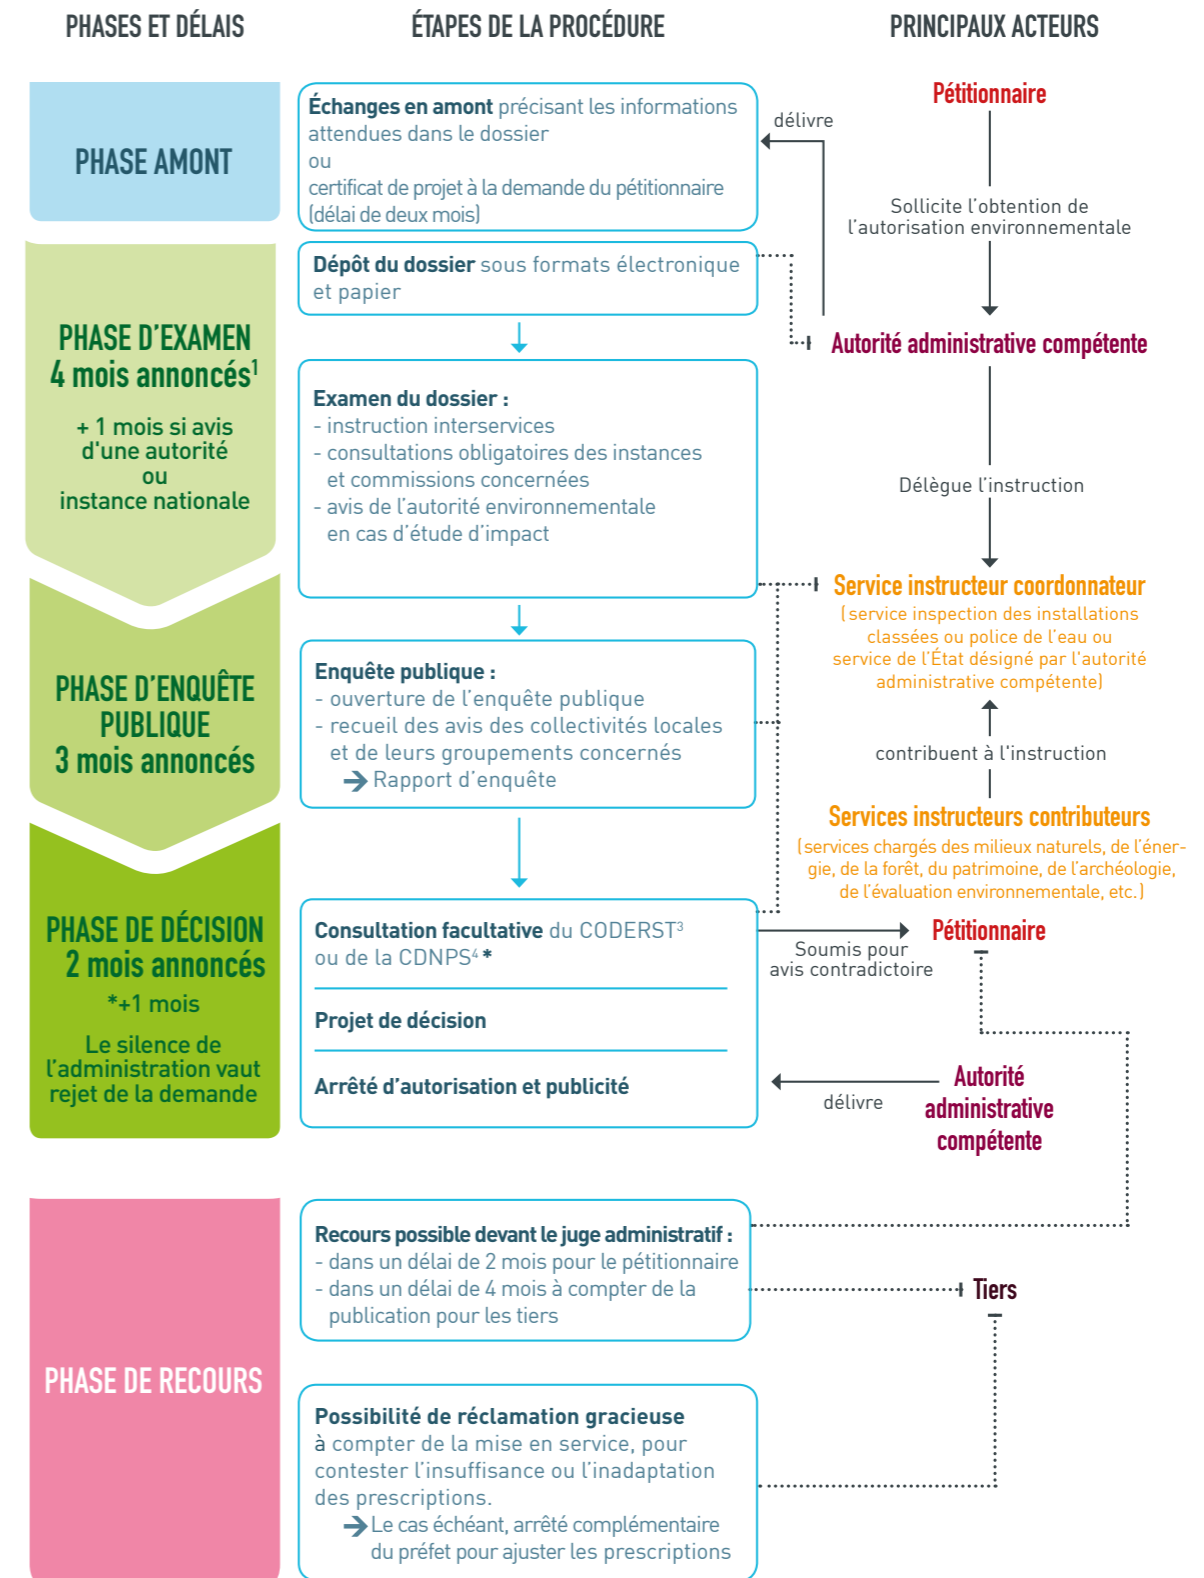 PHASES ET DÉLAIS
ÉTAPES DE LA PROCÉDURE
PRINCIPAUX ACTEURS
PHASE AMONT
Échanges en amont précisant les informations
attendues dans le dossier
ou
certificat de projet à la demande du pétitionnaire
(délai de deux mois)
délivre
Pétitionnaire
Sollicite l’obtention de
l’autorisation environnementale
Dépôt du dossier sous formats électronique
et papier
Autorité administrative compétente
PHASE D’EXAMEN
4 mois annoncés¹
+ 1 mois si avis
d'une autorité
ou
instance nationale
Examen du dossier :
- instruction interservices
- consultations obligatoires des instances
et commissions concernées
- avis de l’autorité environnementale
en cas d’étude d’impact
Délègue l’instruction
Service instructeur coordonnateur
(service inspection des installations
classées ou police de l’eau ou
service de l’État désigné par l'autorité
administrative compétente)
PHASE D’ENQUÊTE
PUBLIQUE
3 mois annoncés
Enquête publique :
- ouverture de l’enquête publique
- recueil des avis des collectivités locales
et de leurs groupements concernés
→ Rapport d’enquête
contribuent à l'instruction
Services instructeurs contributeurs
(services chargés des milieux naturels, de l’éner-
gie, de la forêt, du patrimoine, de l’archéologie,
de l’évaluation environnementale, etc.)
PHASE DE DÉCISION
2 mois annoncés
*+1 mois
Le silence de
l’administration vaut
rejet de la demande
Consultation facultative du CODERST³
ou de la CDNPS⁴ *
Projet de décision
Arrêté d’autorisation et publicité
Soumis pour
avis contradictoire
Pétitionnaire
délivre
Autorité
administrative
compétente
PHASE DE RECOURS
Recours possible devant le juge administratif :
- dans un délai de 2 mois pour le pétitionnaire
- dans un délai de 4 mois à compter de la
publication pour les tiers
Tiers
Possibilité de réclamation gracieuse
à compter de la mise en service, pour
contester l’insuffisance ou l’inadaptation
des prescriptions.
→ Le cas échéant, arrêté complémentaire
du préfet pour ajuster les prescriptions